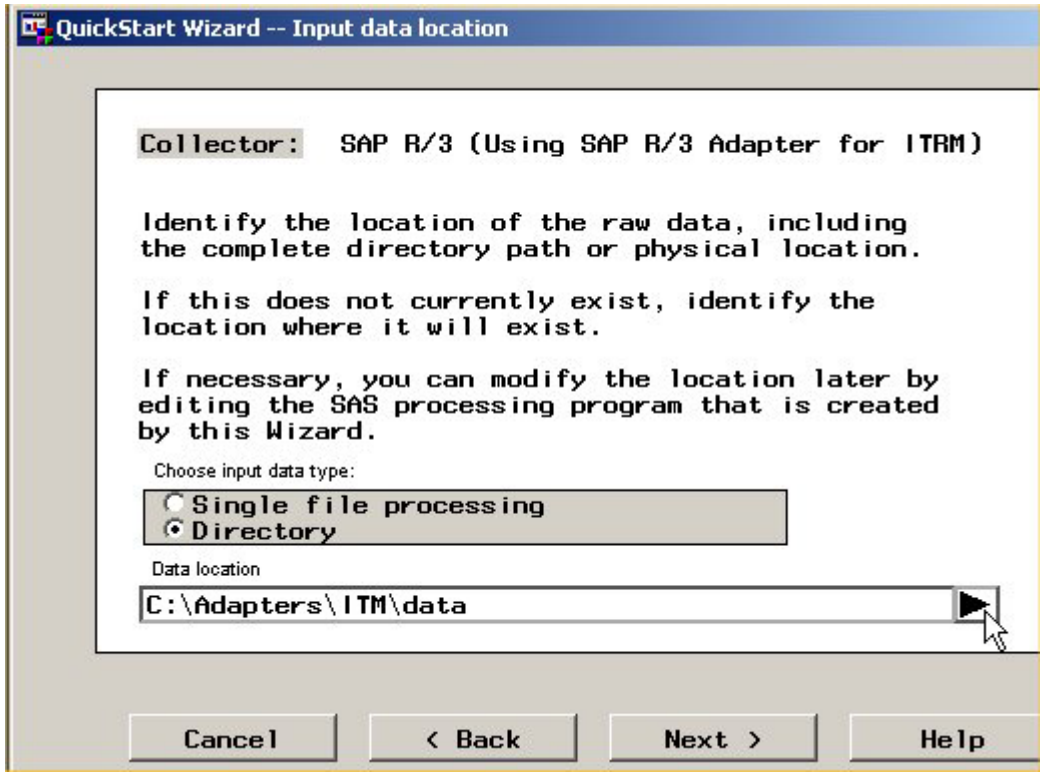 QuickStart Wizard -- Input data location
Collector: SAP R/3 (Using SAP R/3 Adapter for ITRM)
Identify the location of the raw data, including
the complete directory path or physical location.
If this does not currently exist, identify the
location where it will exist.
If necessary, you can modify the location later by
editing the SAS processing program that is created
by this Wizard.
Choose input data type:
Single file processing
Directory
Data location
C:\Adapters\ITM\data
Cancel < Back Next > Help